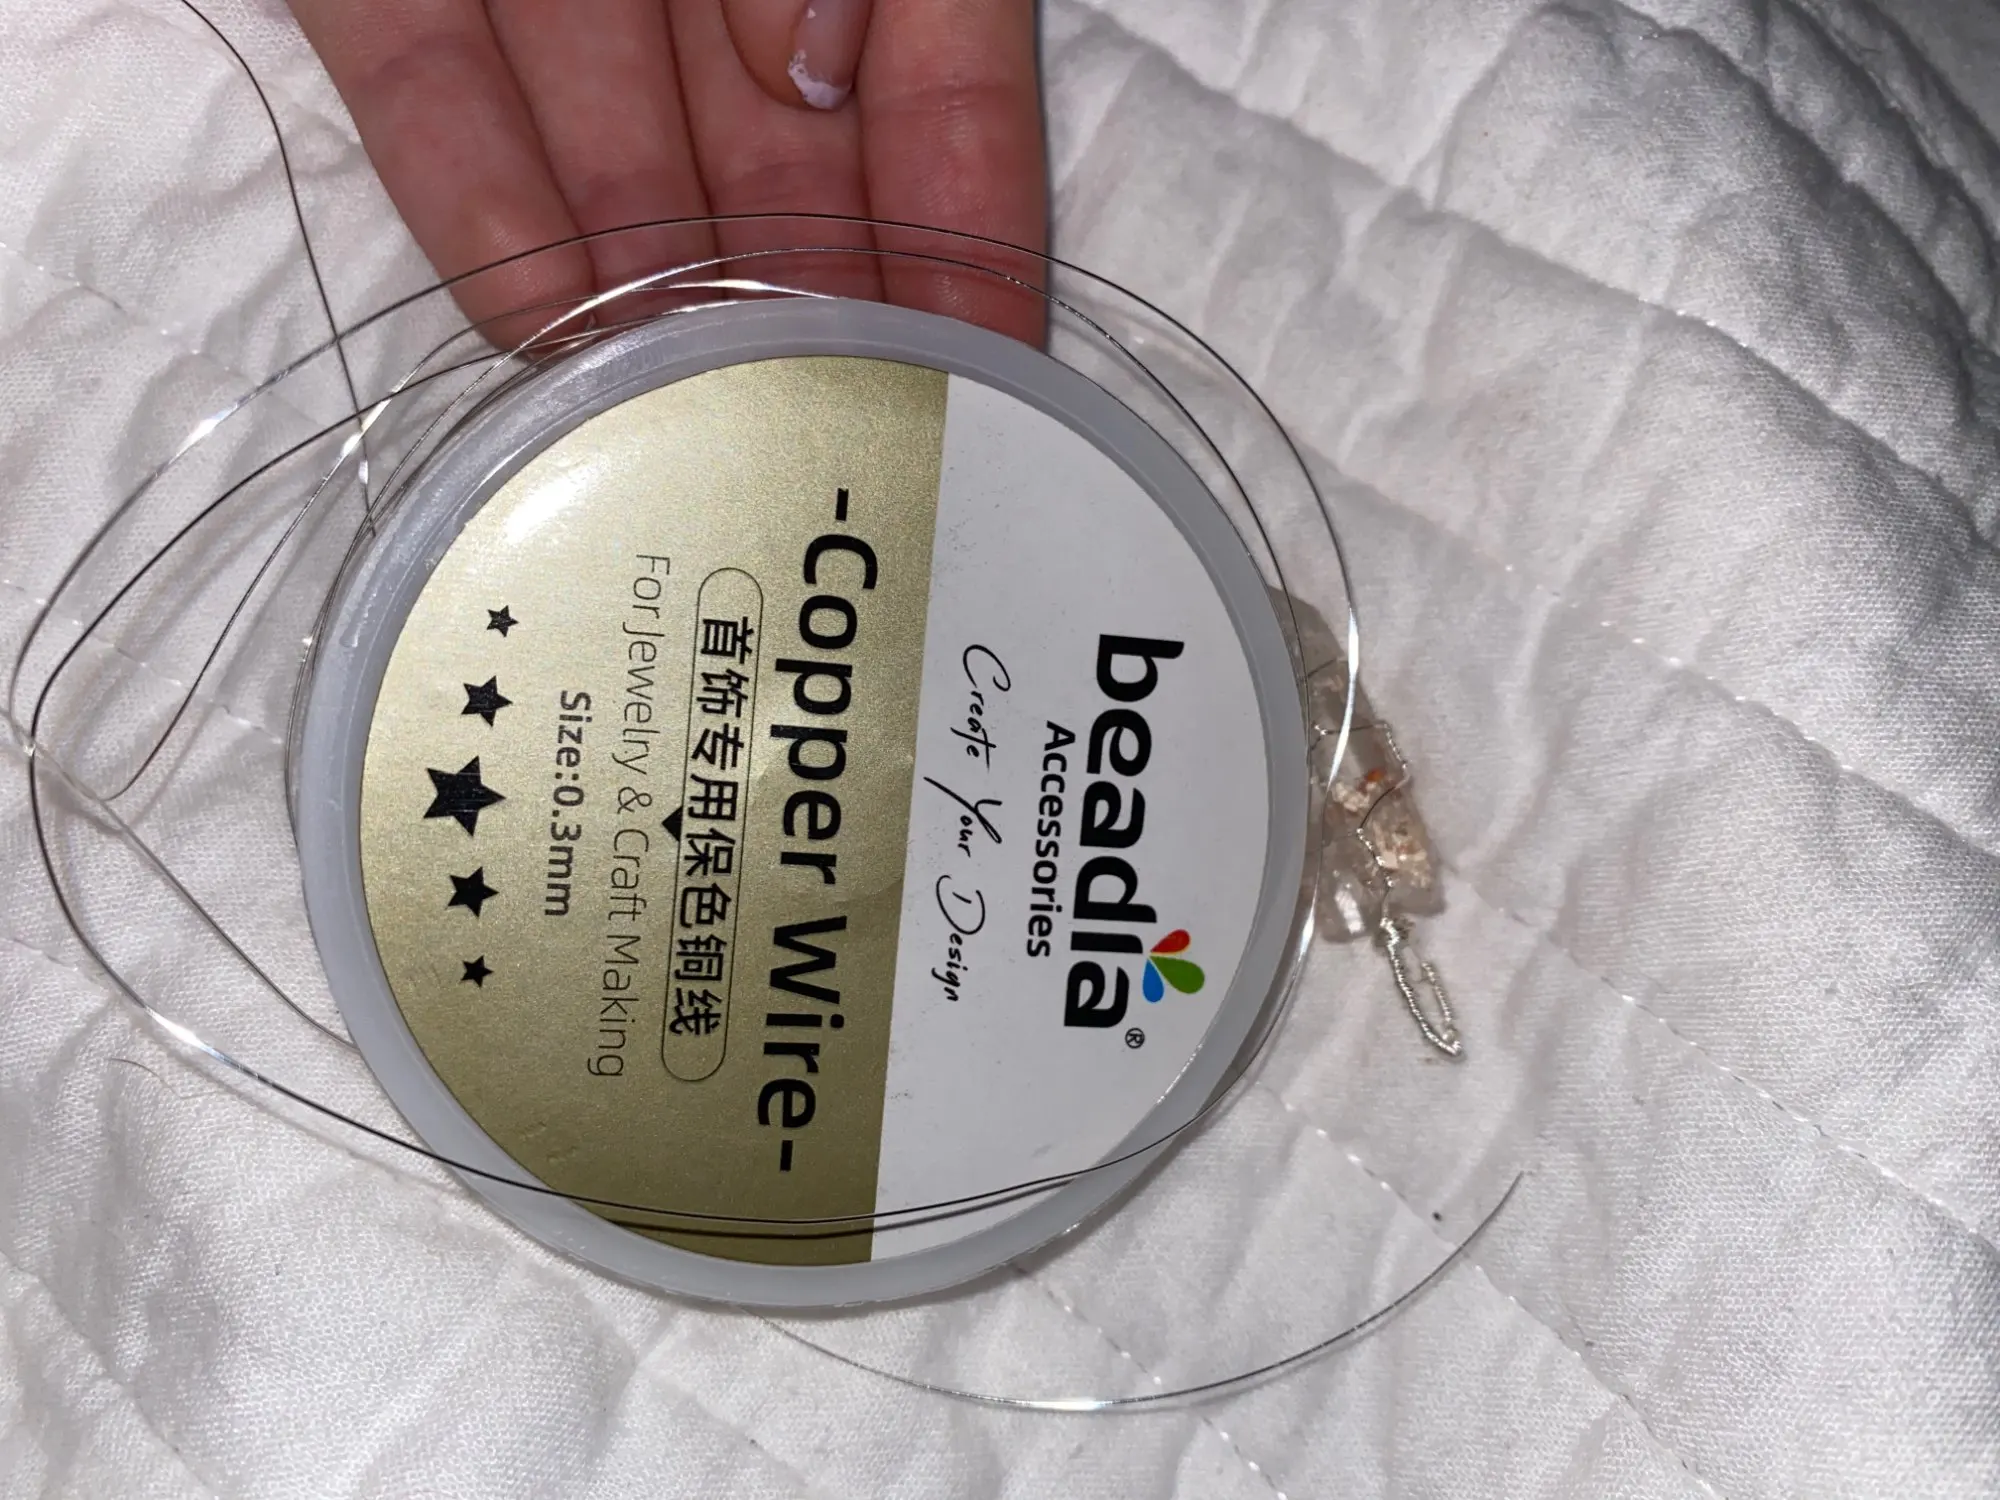 beadia®
Accessories
Create Your Design
-Copper Wire-
首饰专用保色铜线
For Jewelry & Craft Making
Size:0.3mm